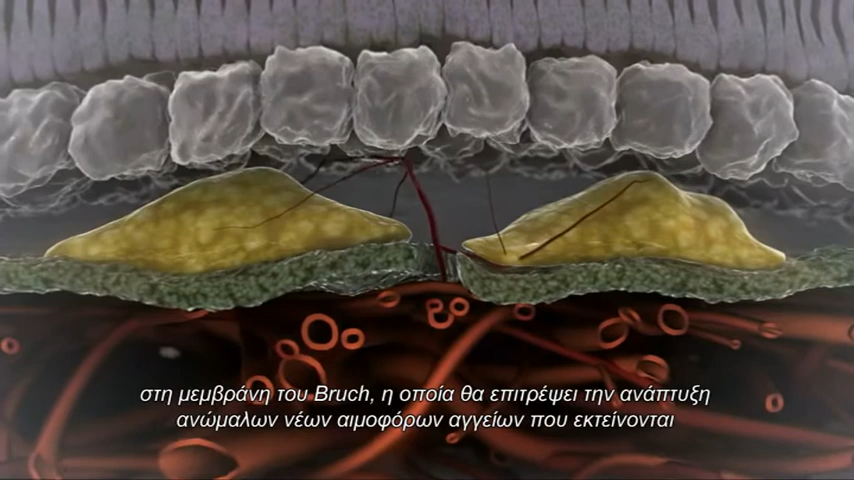 στη μεμβράνη του Bruch, η οποία θα επιτρέψει την ανάπτυξη
ανώμαλων νέων αιμοφόρων αγγείων που εκτείνονται